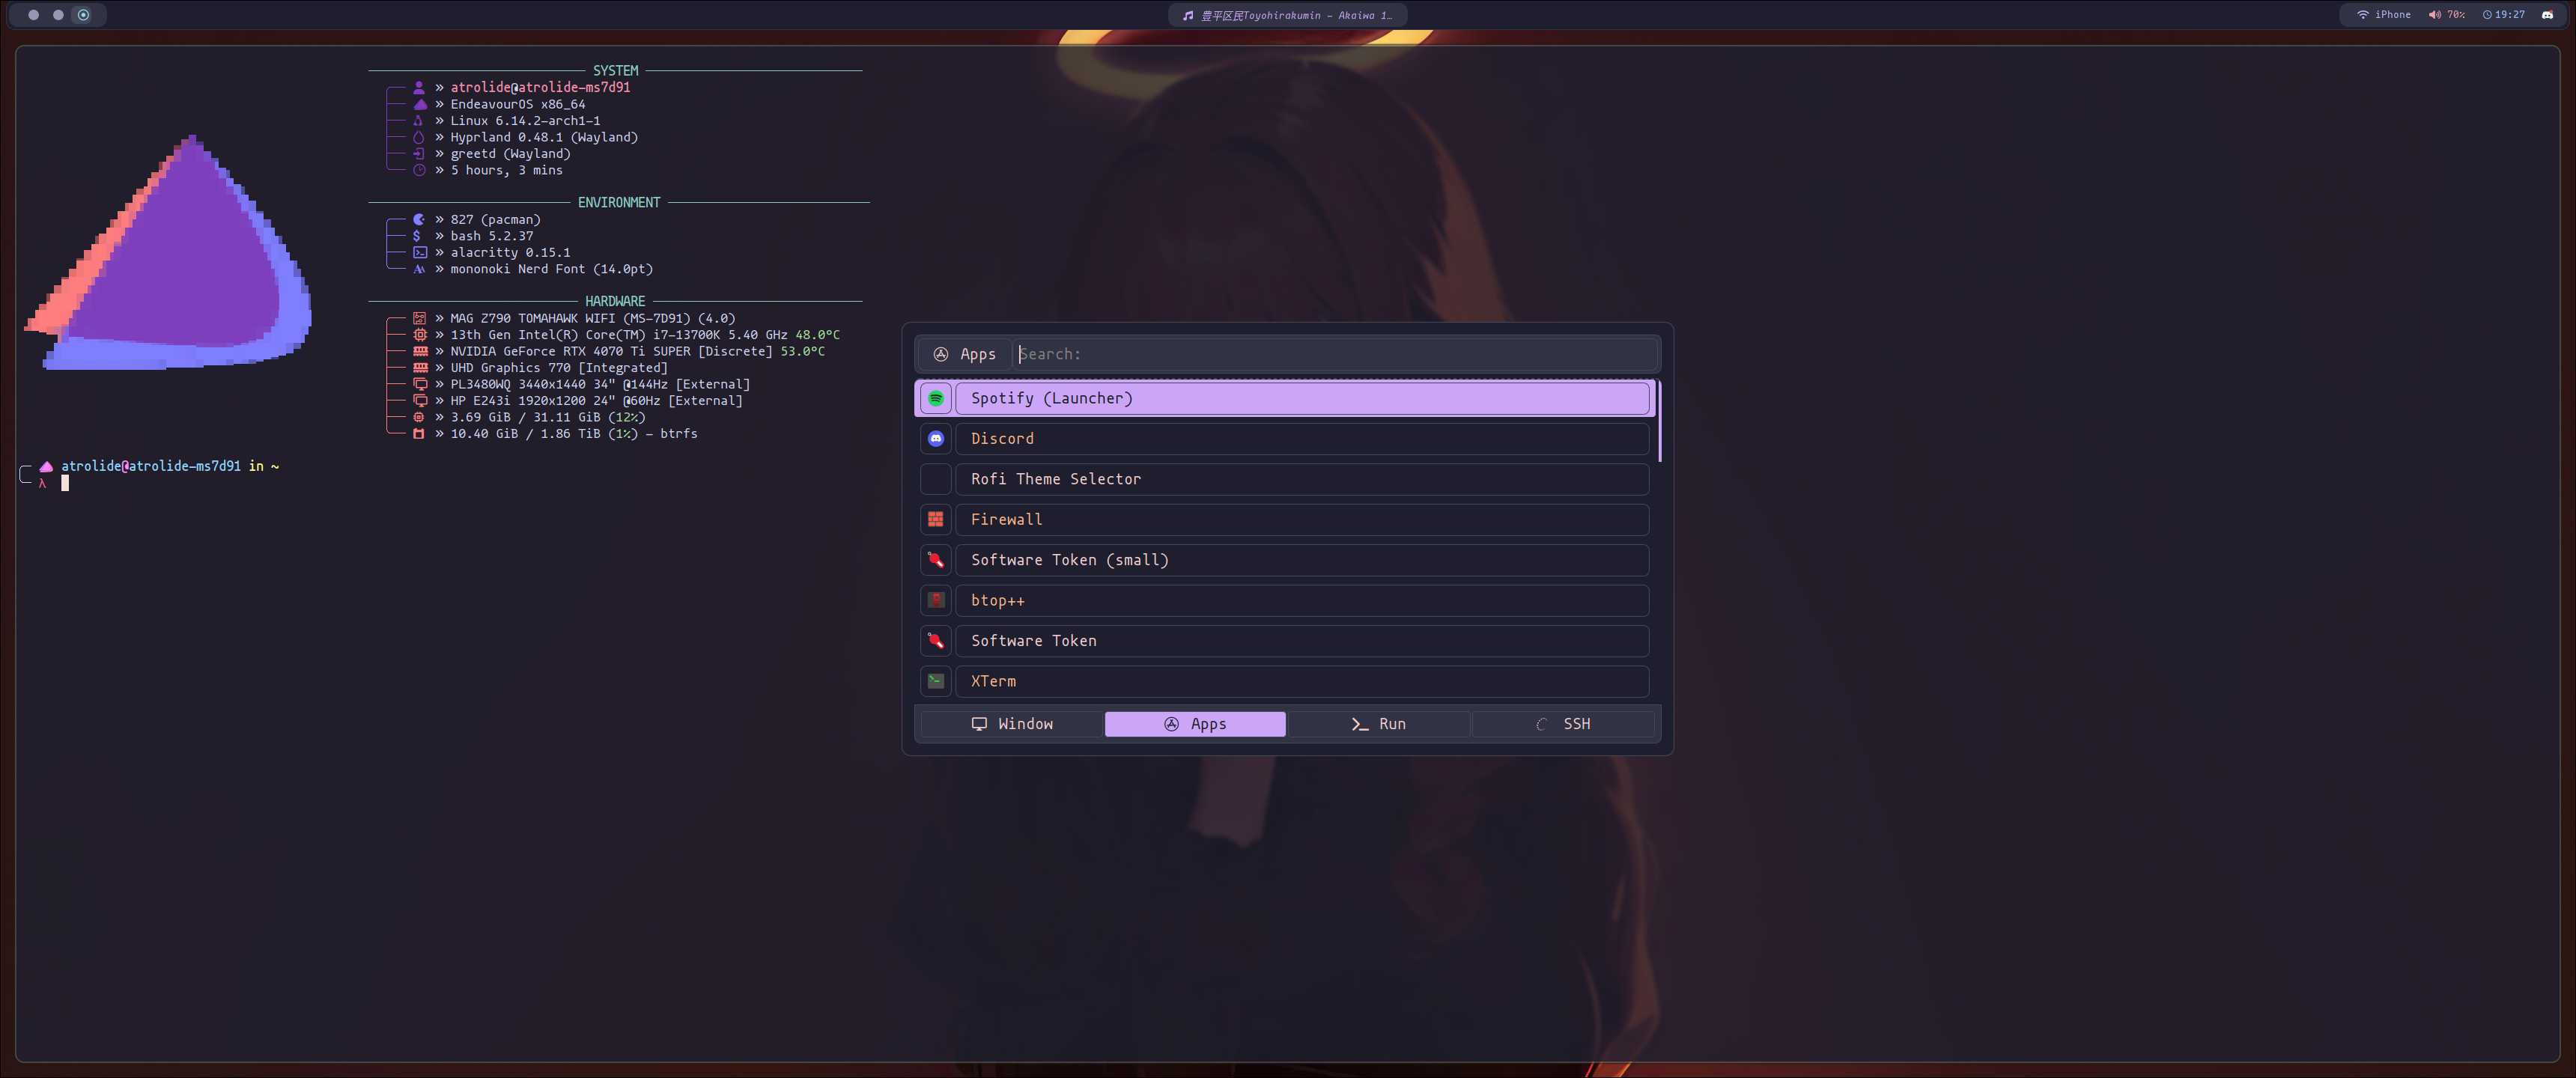 豊平区民Toyohirakumin - Akaiwa 1…
iPhone 70% 19:27
SYSTEM
» atrolide@atrolide-ms7d91
» EndeavourOS x86_64
» Linux 6.14.2-arch1-1
» Hyprland 0.48.1 (Wayland)
» greetd (Wayland)
» 5 hours, 3 mins
ENVIRONMENT
» 827 (pacman)
$ » bash 5.2.37
» alacritty 0.15.1
» mononoki Nerd Font (14.0pt)
HARDWARE
» MAG Z790 TOMAHAWK WIFI (MS-7D91) (4.0)
» 13th Gen Intel(R) Core(TM) i7-13700K 5.40 GHz 48.0°C
» NVIDIA GeForce RTX 4070 Ti SUPER [Discrete] 53.0°C
» UHD Graphics 770 [Integrated]
» PL3480WQ 3440x1440 34" @144Hz [External]
» HP E243i 1920x1200 24" @60Hz [External]
» 3.69 GiB / 31.11 GiB (12%)
» 10.40 GiB / 1.86 TiB (1%) - btrfs
atrolide@atrolide-ms7d91 in ~
λ
Apps Search:
Spotify (Launcher)
Discord
Rofi Theme Selector
Firewall
Software Token (small)
btop++
Software Token
XTerm
Window Apps Run SSH